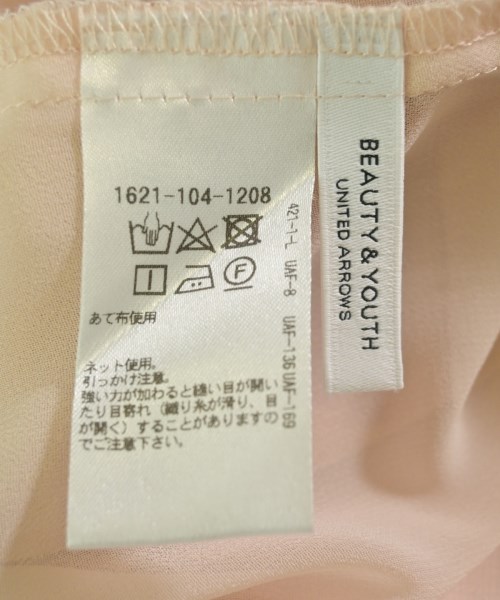 1621-104-1208
F
あて布使用
ネット使用。
引っかけ注意。
強い力が加わると縫い目が開い
たり目寄れ（織り糸が滑り、目
が開く）することがありますの
でご注意下さい。
421-1-L UAF-8 UAF-136 UAF-169
BEAUTY & YOUTH
UNITED ARROWS